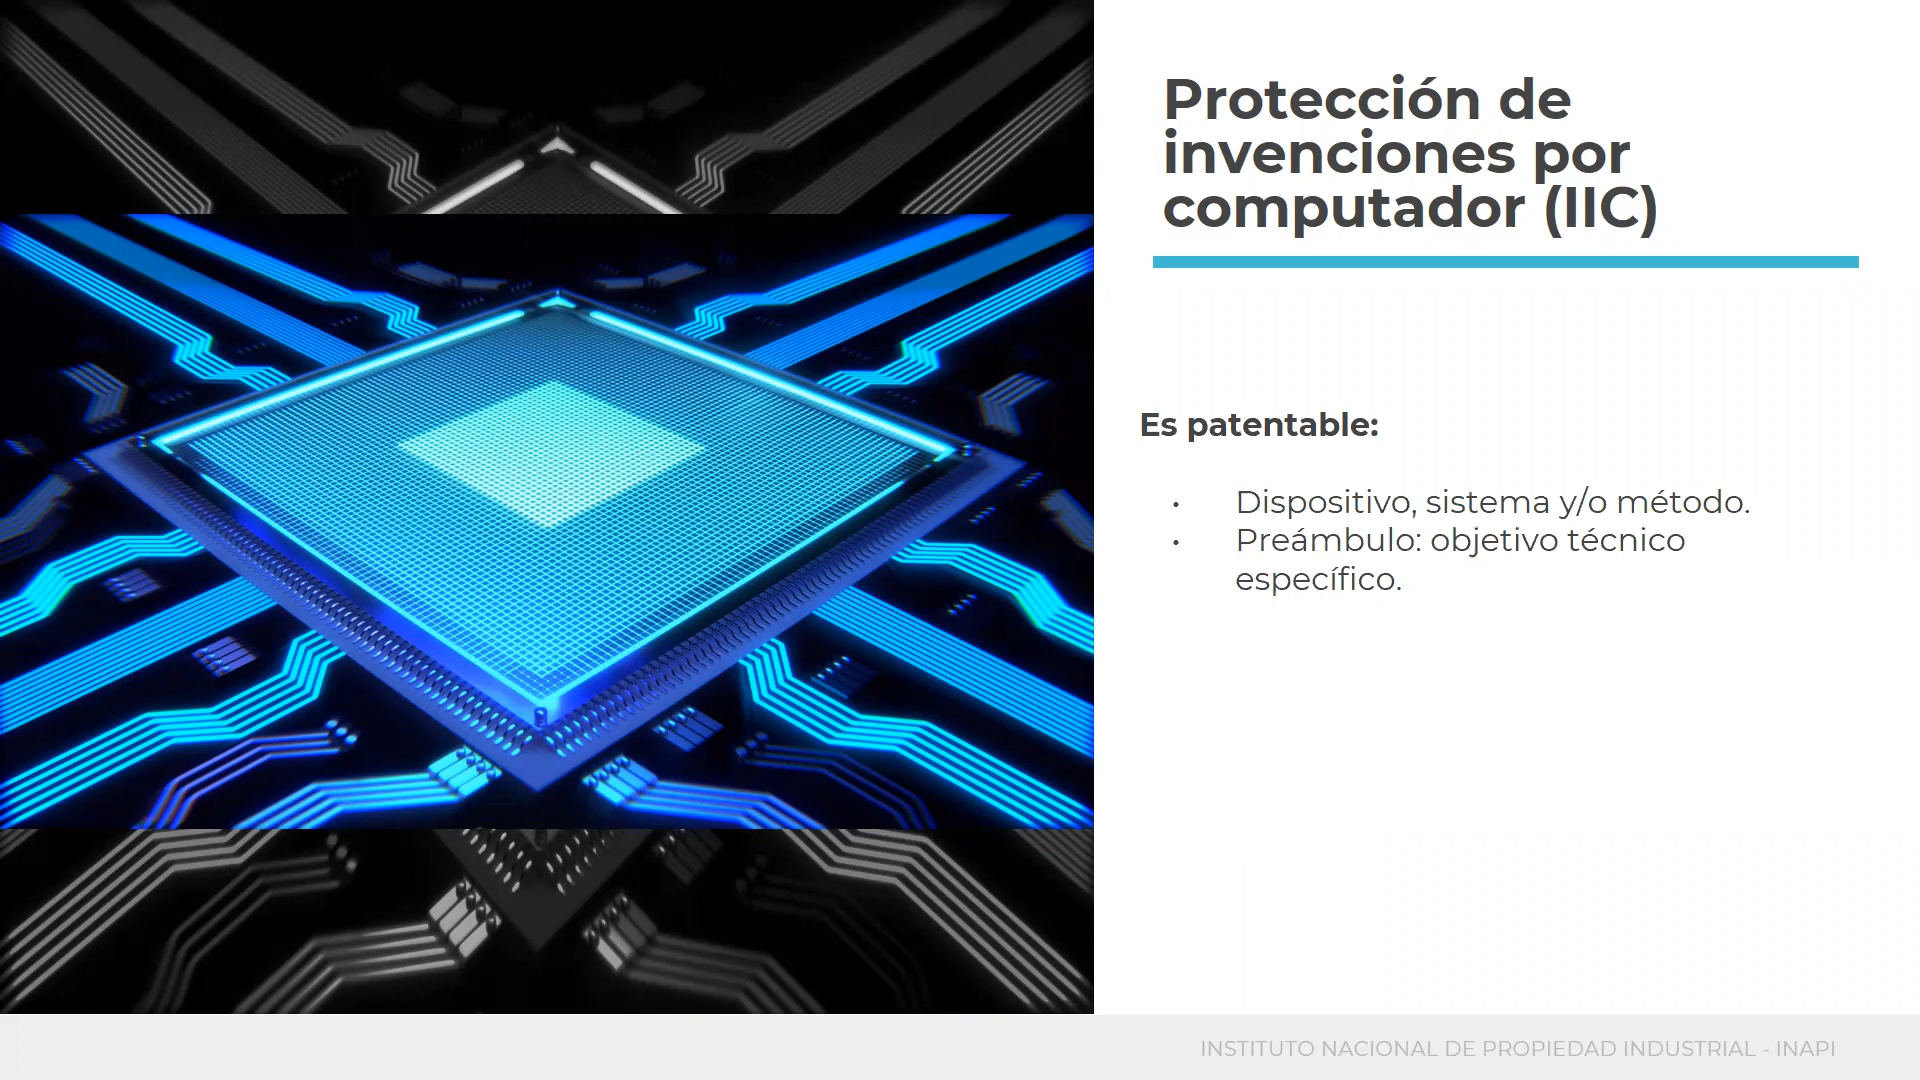 Protección de
invenciones por
computador (IIC)
Es patentable:
• Dispositivo, sistema y/o método.
• Preámbulo: objetivo técnico
específico.
INSTITUTO NACIONAL DE PROPIEDAD INDUSTRIAL - INAPI